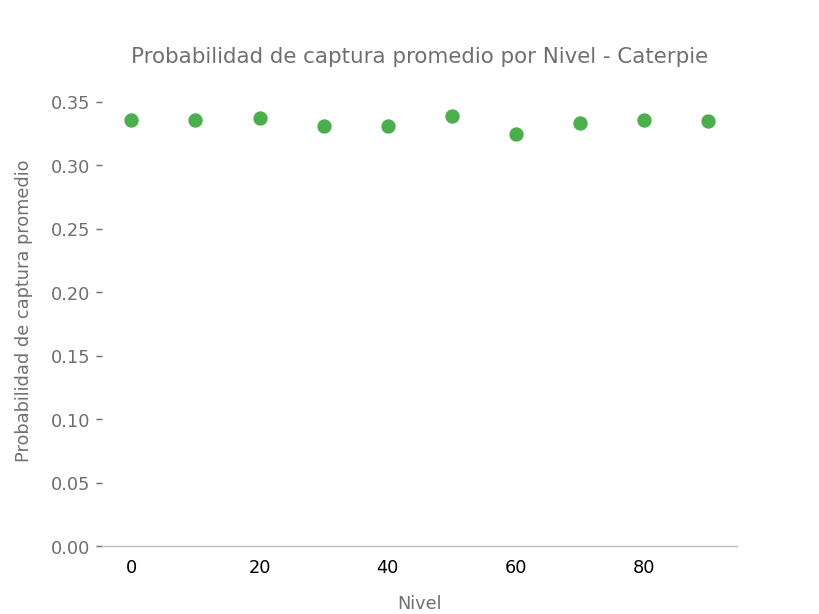 Probabilidad de captura promedio por Nivel - Caterpie
Probabilidad de captura promedio
0.35
0.30
0.25
0.20
0.15
0.10
0.05
0.00
0 20 40 60 80
Nivel